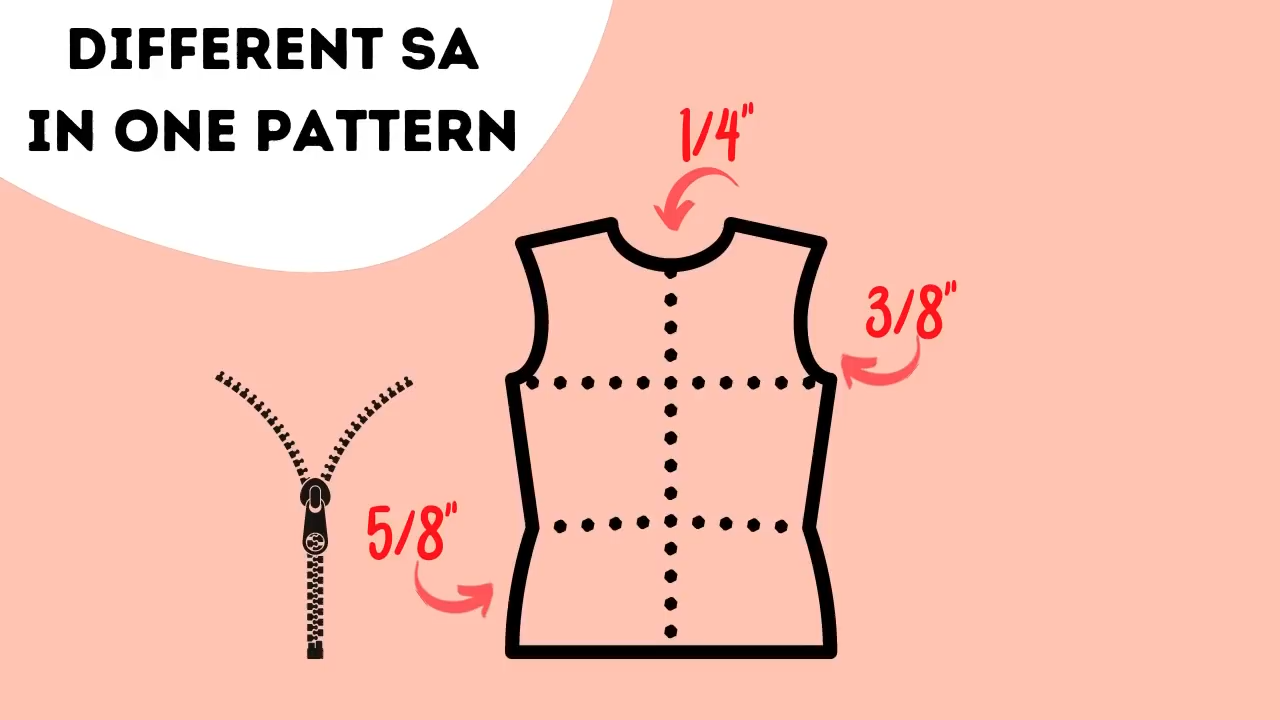 DIFFERENT SA
IN ONE PATTERN
1/4"
3/8"
5/8"